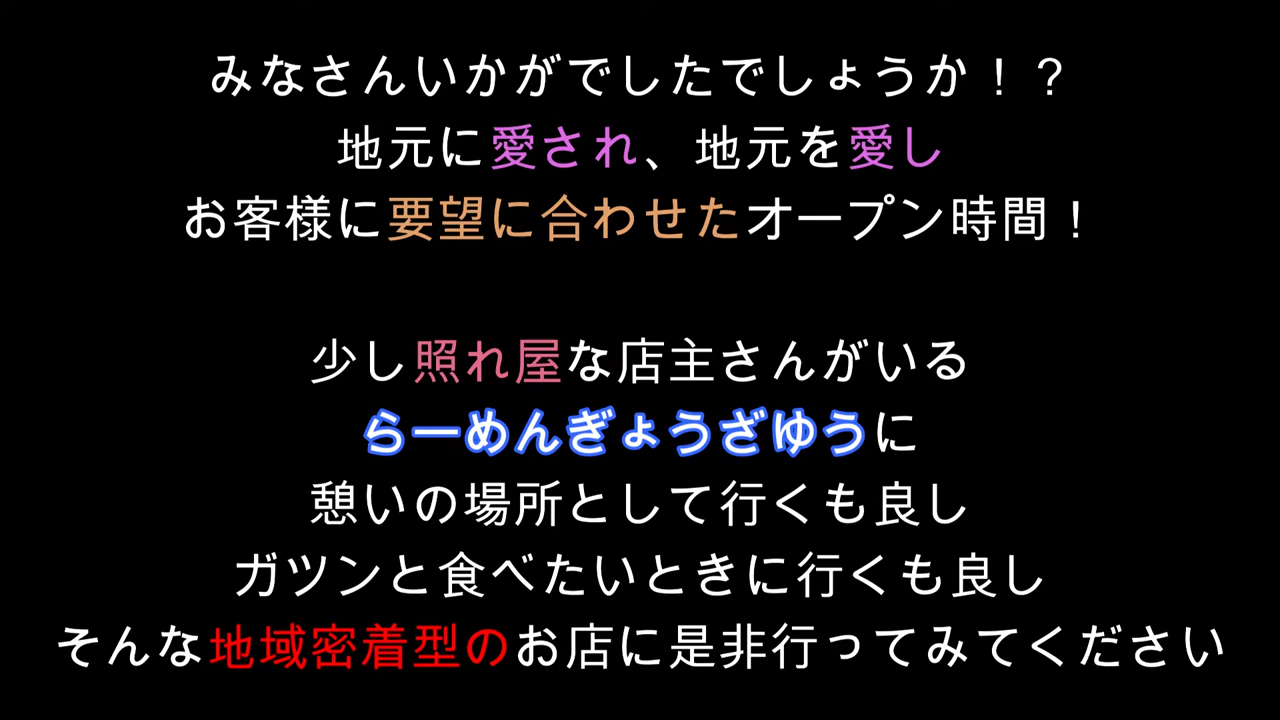 みなさんいかがでしたでしょうか！？
地元に愛され、地元を愛し
お客様に要望に合わせたオープン時間！
少し照れ屋な店主さんがいる
らーめんぎょうざゆうに
憩いの場所として行くも良し
ガツンと食べたいときに行くも良し
そんな地域密着型のお店に是非行ってみてください